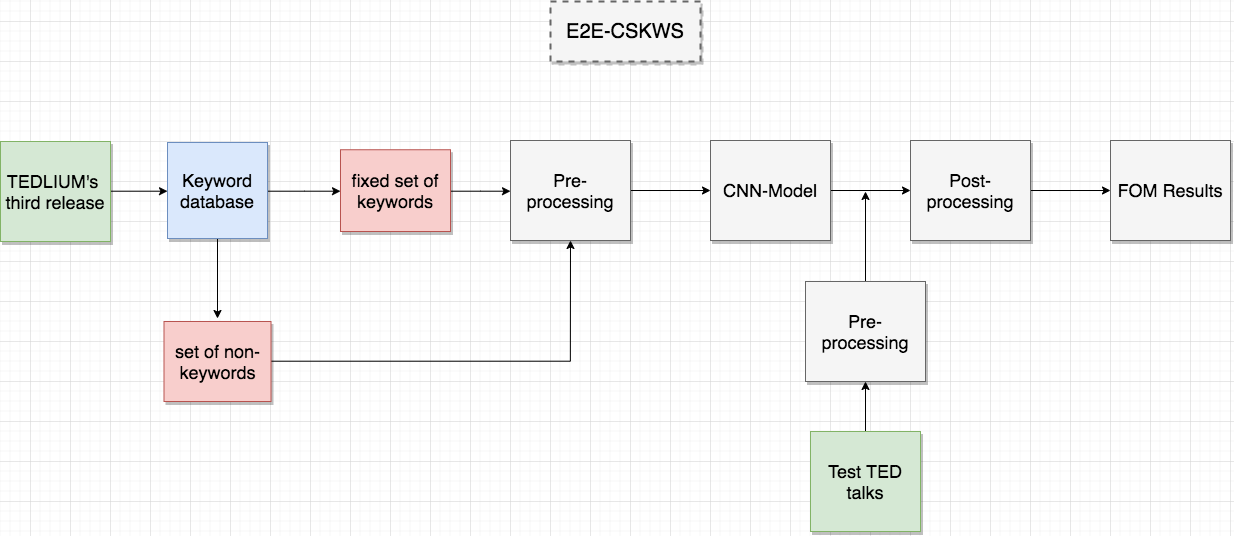 E2E-CSKWS
TEDLIUM's
third release
Keyword
database
fixed set of
keywords
Pre-
processing
CNN-Model
Post-
processing
FOM Results
set of non-
keywords
Pre-
processing
Test TED
talks